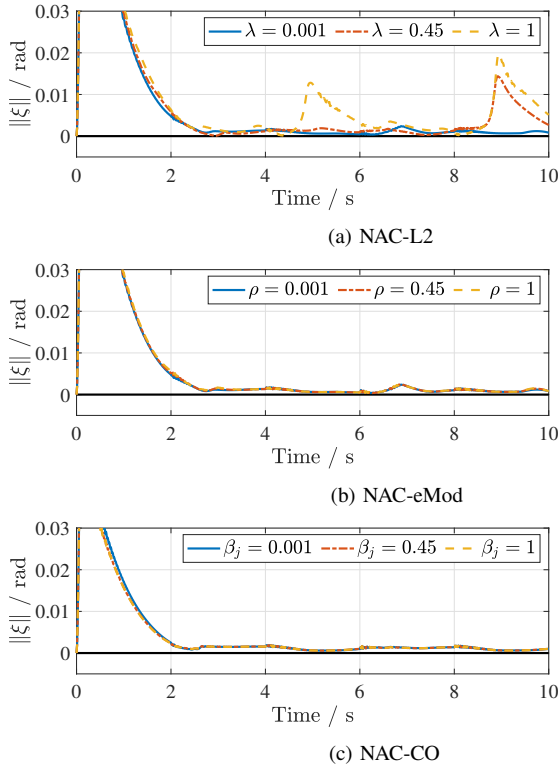 0.03
0.02
0.01
0
‖ξ‖ / rad
λ = 0.001 λ = 0.45 λ = 1
0 2 4 6 8 10
Time / s
(a) NAC-L2
0.03
0.02
0.01
0
‖ξ‖ / rad
ρ = 0.001 ρ = 0.45 ρ = 1
0 2 4 6 8 10
Time / s
(b) NAC-eMod
0.03
0.02
0.01
0
‖ξ‖ / rad
βj = 0.001 βj = 0.45 βj = 1
0 2 4 6 8 10
Time / s
(c) NAC-CO